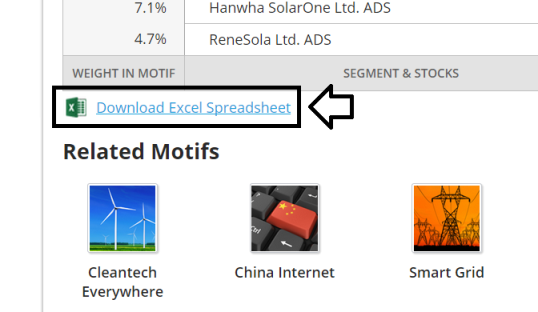 7.1% Hanwha SolarOne Ltd. ADS
4.7% ReneSola Ltd. ADS
WEIGHT IN MOTIF SEGMENT & STOCKS
Download Excel Spreadsheet
Related Motifs
Cleantech Everywhere
China Internet
Smart Grid
Ctrl